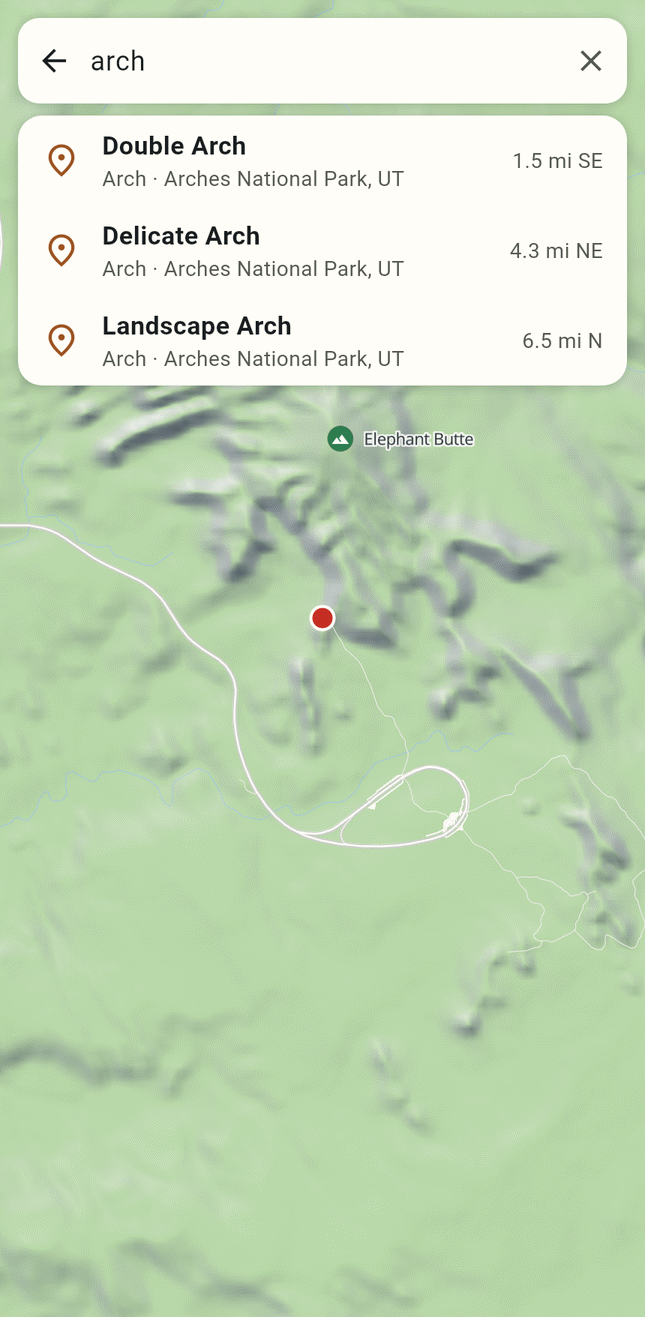 arch
Double Arch
Arch · Arches National Park, UT
1.5 mi SE
Delicate Arch
Arch · Arches National Park, UT
4.3 mi NE
Landscape Arch
Arch · Arches National Park, UT
6.5 mi N
Elephant Butte